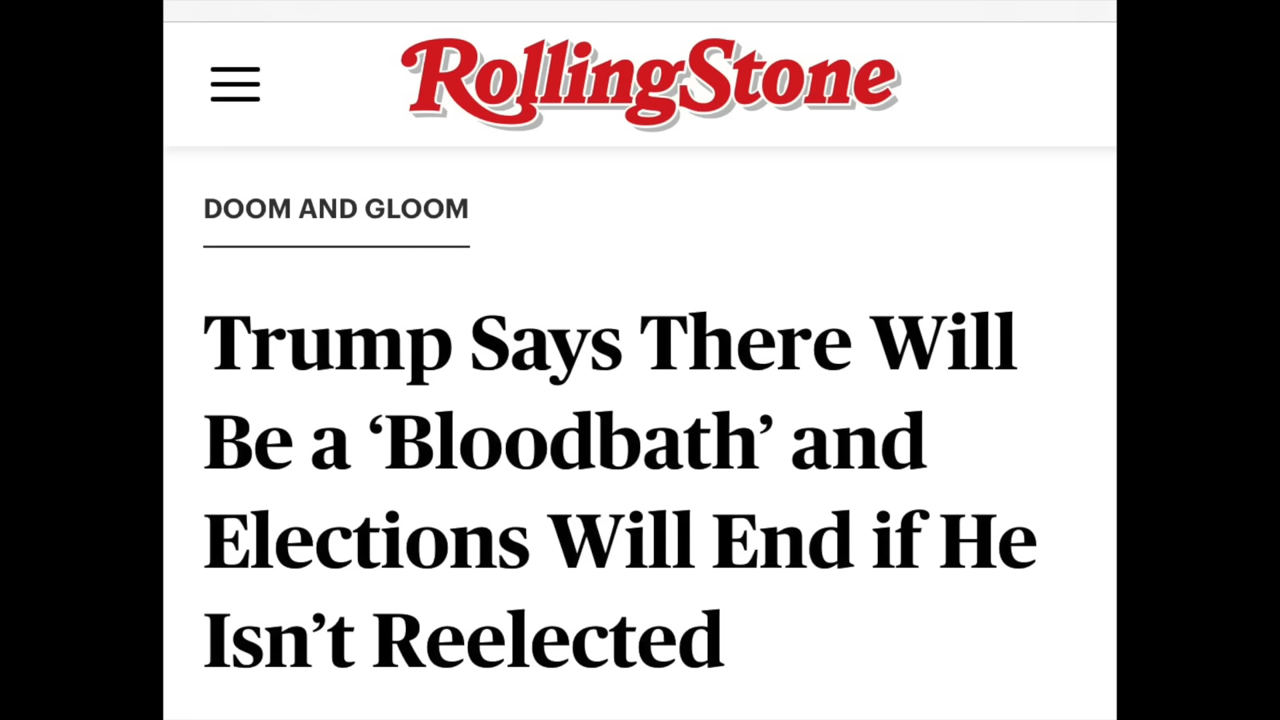 RollingStone
DOOM AND GLOOM
Trump Says There Will
Be a ‘Bloodbath’ and
Elections Will End if He
Isn’t Reelected